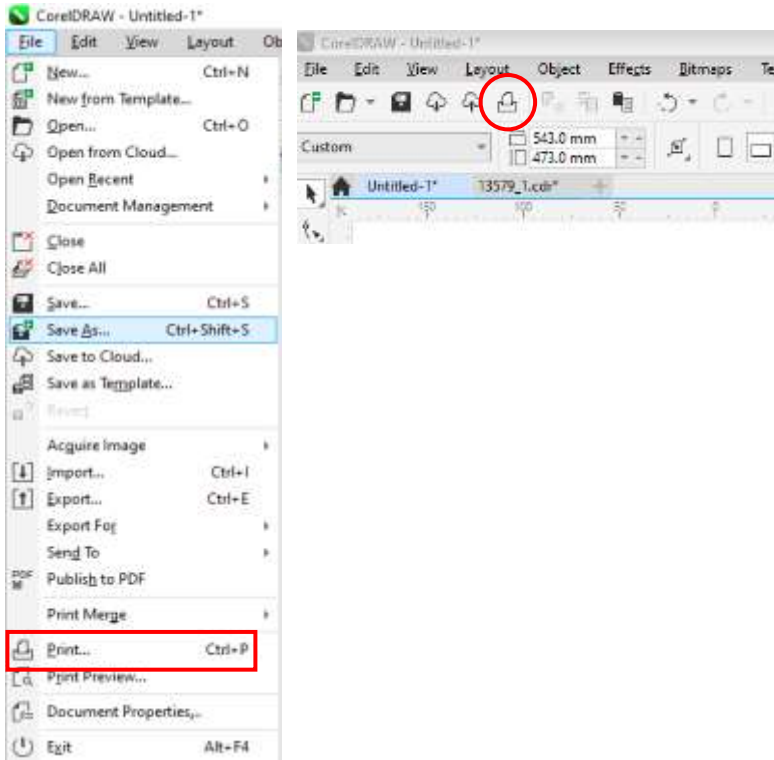 CorelDRAW - Untitled-1*
File Edit View Layout Ob
New... Ctrl+N
New from Template...
Open... Ctrl+O
Open from Cloud...
Open Recent
Document Management
Close
Close All
Save... Ctrl+S
Save As... Ctrl+Shift+S
Save to Cloud...
Save as Template...
Revert
Acquire Image
Import... Ctrl+I
Export... Ctrl+E
Export For
Send To
PDF Publish to PDF
Print Merge
Print... Ctrl+P
Print Preview...
Document Properties...
Exit Alt+F4
CorelDRAW - Untitled-1*
File Edit View Layout Object Effects Bitmaps Te
Custom
543.0 mm
473.0 mm
Untitled-1* 13579_1.cdr*
150 100 50 0